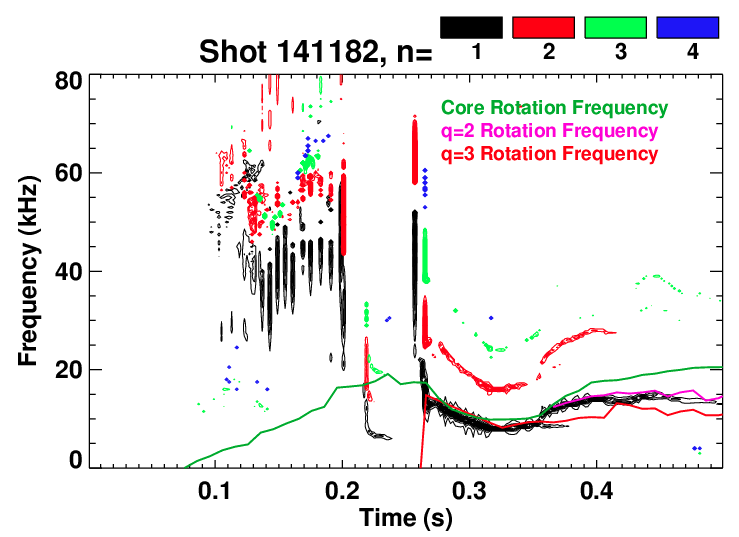 Shot 141182, n=
1 2 3 4
80
Core Rotation Frequency
q=2 Rotation Frequency
q=3 Rotation Frequency
60
40
20
0
Frequency (kHz)
0.1 0.2 0.3 0.4
Time (s)